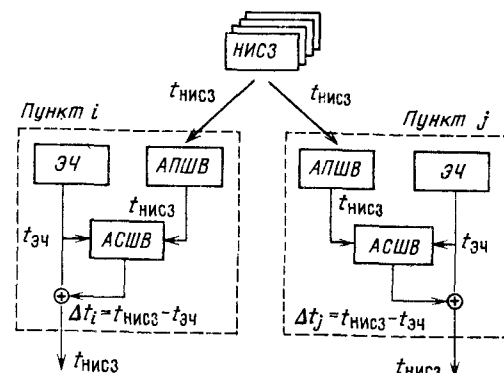 НИСЗ
tНИСЗ tНИСЗ
Пункт i Пункт j
ЭЧ АПШВ АПШВ ЭЧ
tНИСЗ tНИСЗ
tЭЧ АСШВ АСШВ tЭЧ
Δti=tНИСЗ-tЭЧ Δtj=tНИСЗ-tЭЧ
tНИСЗ tНИСЗ